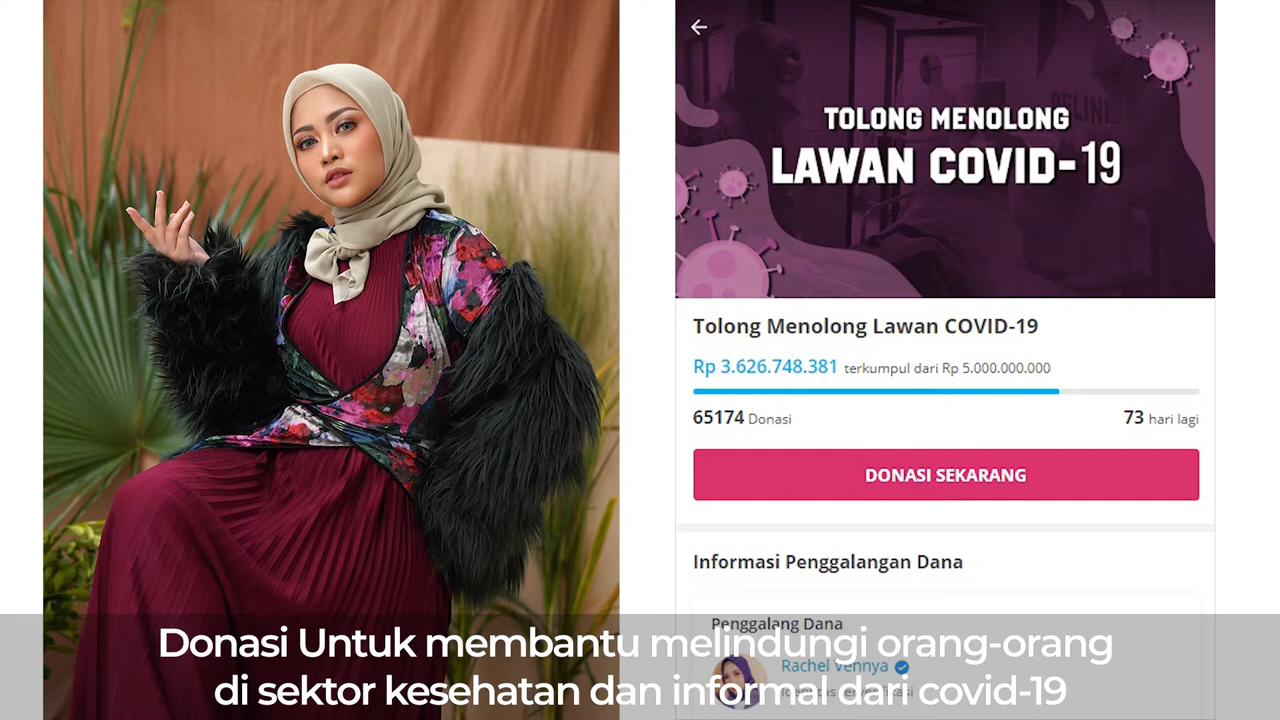 TOLONG MENOLONG
LAWAN COVID-19
Tolong Menolong Lawan COVID-19
Rp 3.626.748.381 terkumpul dari Rp 5.000.000.000
65174 Donasi
73 hari lagi
DONASI SEKARANG
Informasi Penggalangan Dana
Penggalang Dana
Rachel Vennya
Donasi Untuk membantu melindungi orang-orang
di sektor kesehatan dan informal dari covid-19